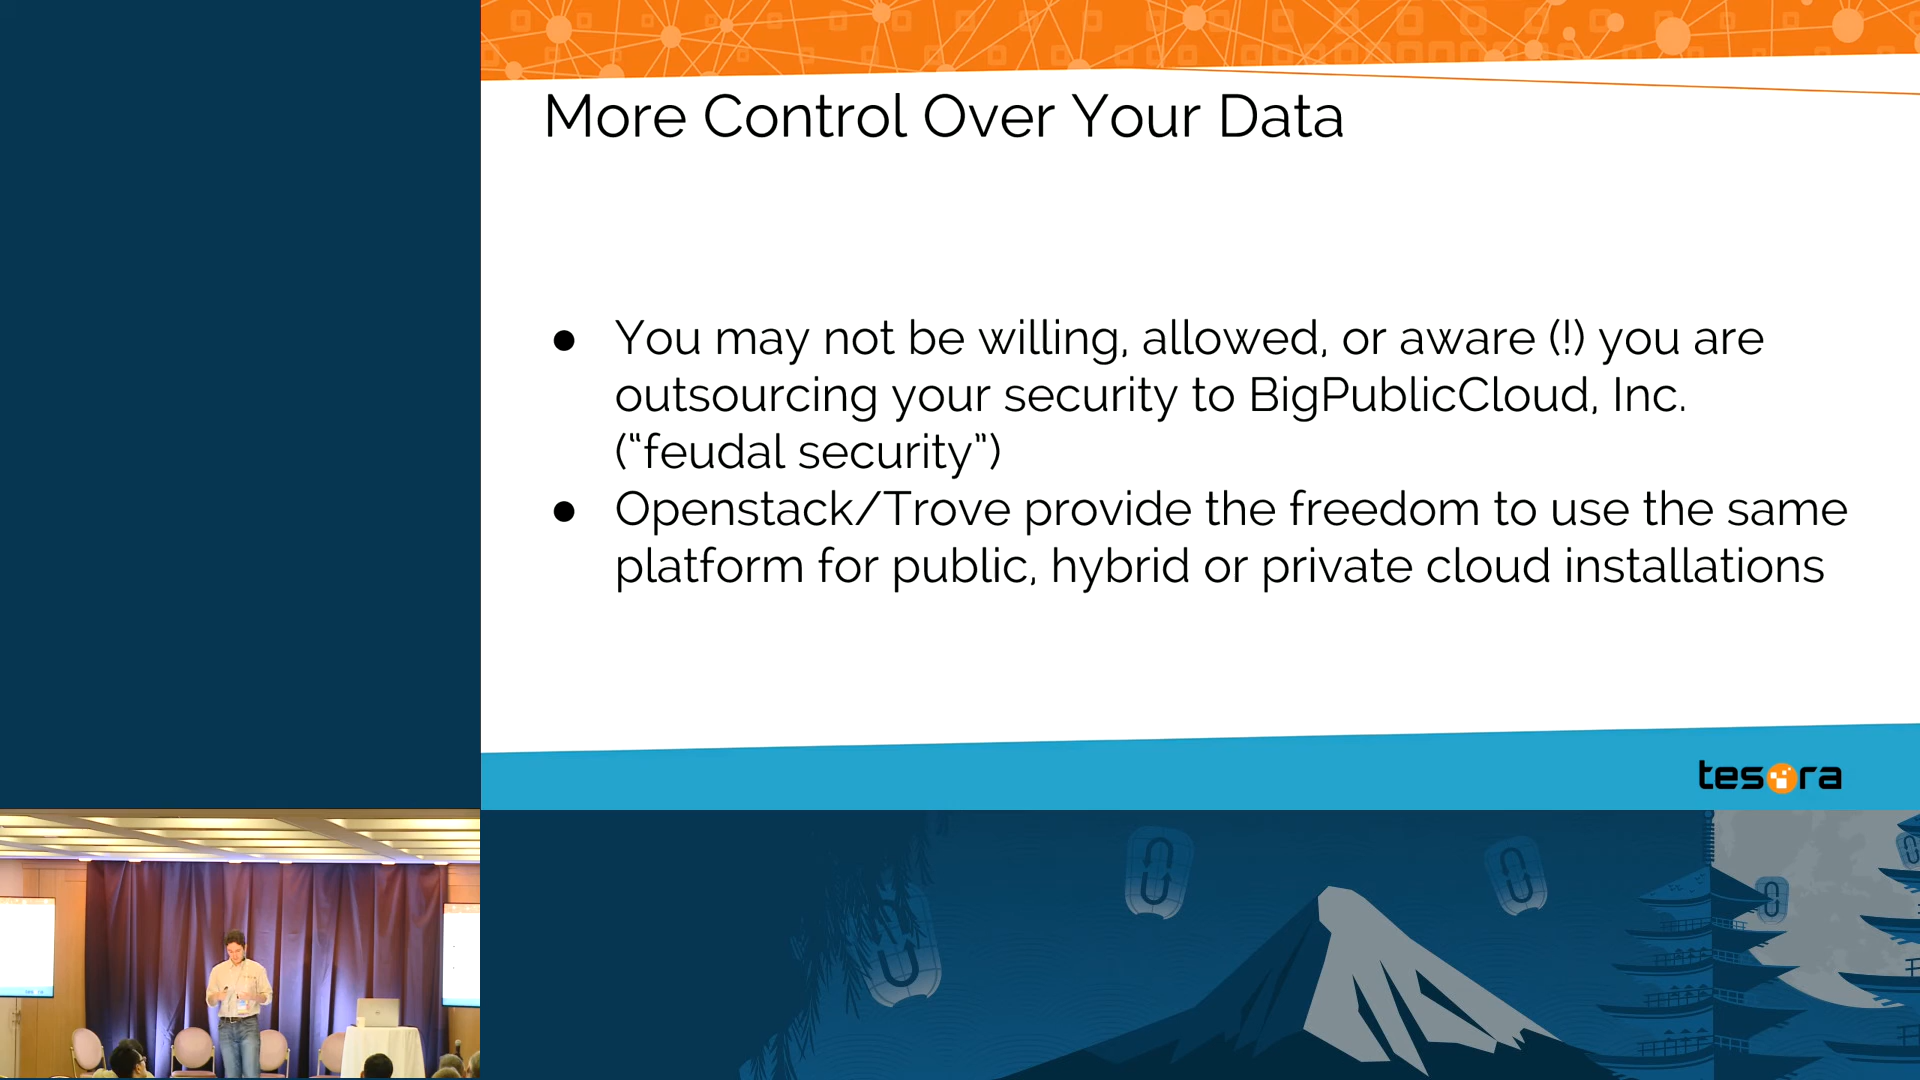 More Control Over Your Data
● You may not be willing, allowed, or aware (!) you are
outsourcing your security to BigPublicCloud, Inc.
(“feudal security”)
● Openstack/Trove provide the freedom to use the same
platform for public, hybrid or private cloud installations
tesora